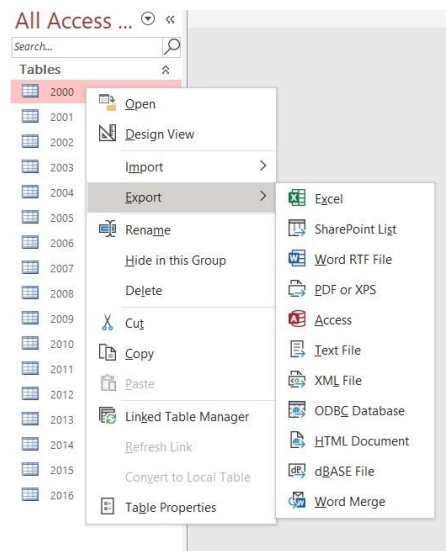 All Access ...
Search...
Tables
2000
2001
2002
2003
2004
2005
2006
2007
2008
2009
2010
2011
2012
2013
2014
2015
2016
Open
Design View
Import
Export
Rename
Hide in this Group
Delete
Cut
Copy
Paste
Linked Table Manager
Refresh Link
Convert to Local Table
Table Properties
Excel
SharePoint List
Word RTF File
PDF or XPS
Access
Text File
XML File
ODBC Database
HTML Document
dBASE File
Word Merge